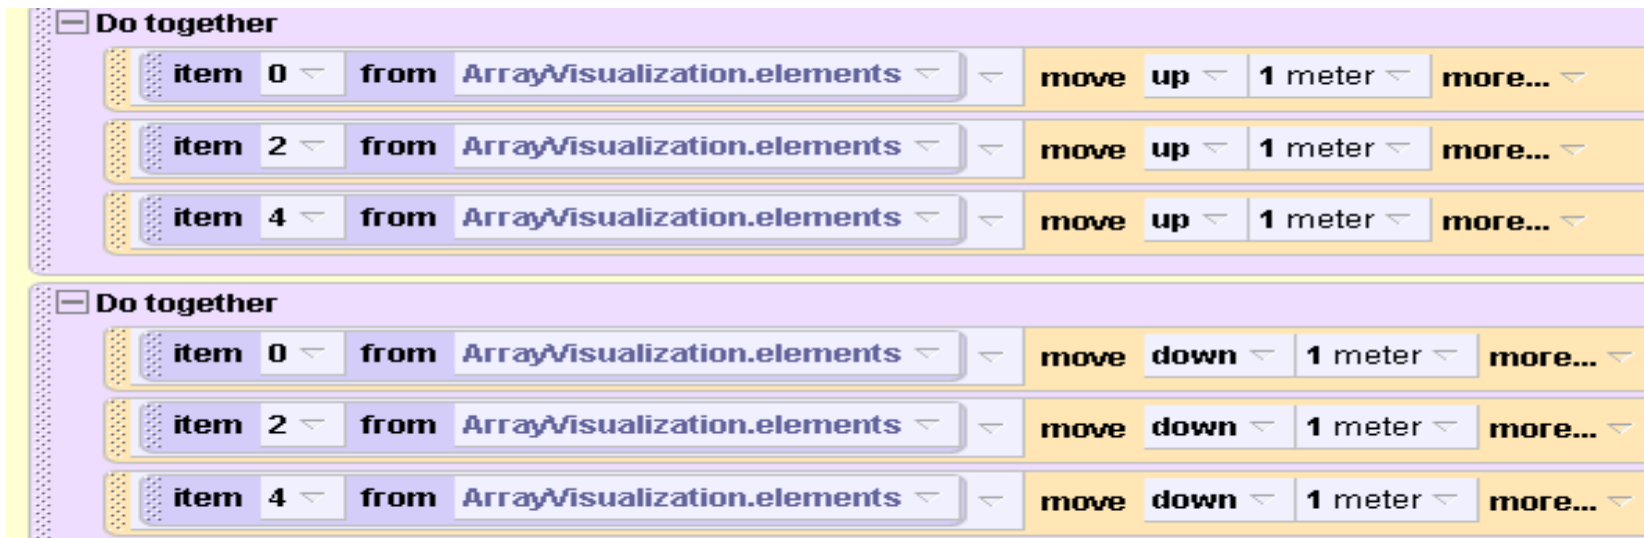 Do together
item 0 from ArrayVisualization.elements move up 1 meter more...
item 2 from ArrayVisualization.elements move up 1 meter more...
item 4 from ArrayVisualization.elements move up 1 meter more...
Do together
item 0 from ArrayVisualization.elements move down 1 meter more...
item 2 from ArrayVisualization.elements move down 1 meter more...
item 4 from ArrayVisualization.elements move down 1 meter more...